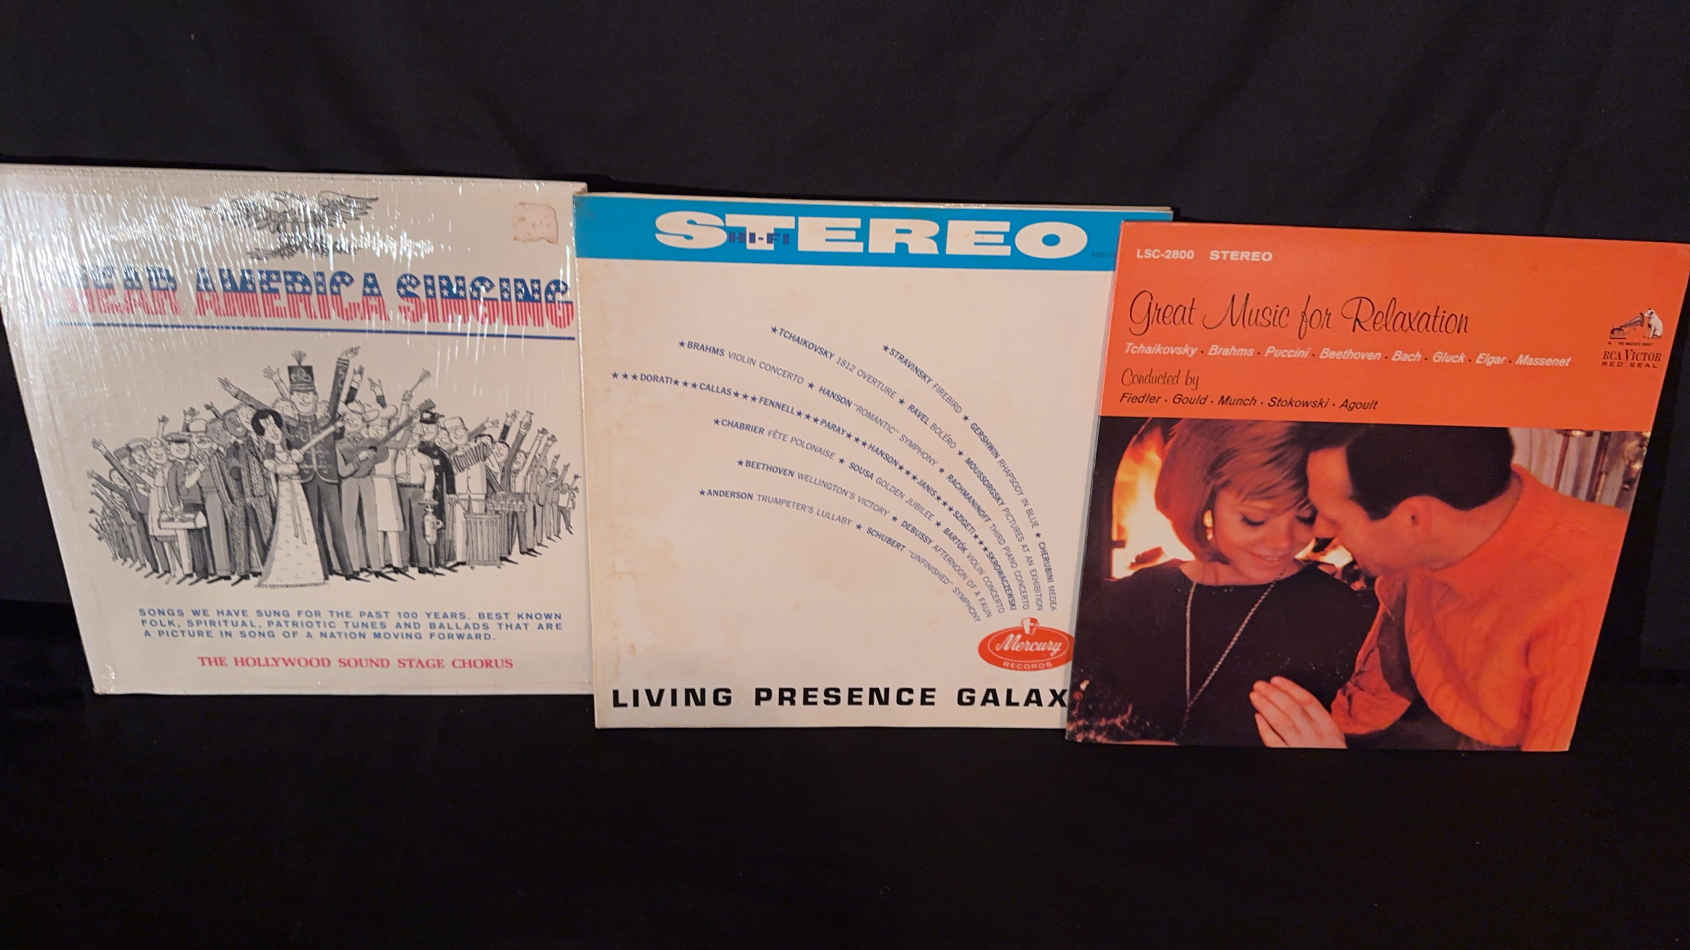 HEAR AMERICA SINGING
SONGS WE HAVE SUNG FOR THE PAST 100 YEARS. BEST KNOWN
FOLK, SPIRITUAL, PATRIOTIC TUNES AND BALLADS THAT ARE
A PICTURE IN SONG OF A NATION MOVING FORWARD.
THE HOLLYWOOD SOUND STAGE CHORUS
STEREO
HI-FI
★STRAVINSKY FIREBIRD ★ GERSHWIN RHAPSODY IN BLUE ★ CHERUBINI MEDEA
★TCHAIKOVSKY 1812 OVERTURE ★ RAVEL BOLÉRO ★ MOUSSORGSKY PICTURES AT AN EXHIBITION
★BRAHMS VIOLIN CONCERTO ★ HANSON "ROMANTIC" SYMPHONY ★ RACHMANINOFF THIRD PIANO CONCERTO
★★★DORATI★★★CALLAS★★★FENNELL★★★PARAY★★★HANSON★★★JANIS★★★SZIGETI★★★SKROWACZEWSKI
★CHABRIER FÊTE POLONAISE ★ SOUSA GOLDEN JUBILEE ★ BARTÓK VIOLIN CONCERTO
★BEETHOVEN WELLINGTON'S VICTORY ★ DEBUSSY AFTERNOON OF A FAUN
★ANDERSON TRUMPETER'S LULLABY ★ SCHUBERT "UNFINISHED" SYMPHONY
Mercury
RECORDS
LIVING PRESENCE GALAX
LSC-2800 STEREO
Great Music for Relaxation
Tchaikovsky · Brahms · Puccini · Beethoven · Bach · Gluck · Elgar · Massenet
Conducted by
Fiedler · Gould · Munch · Stokowski · Agoult
RCA VICTOR
RED SEAL